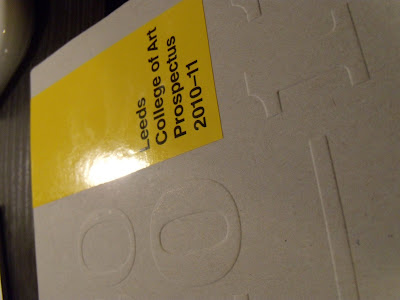 Leeds
College of Art
Prospectus
2010–11